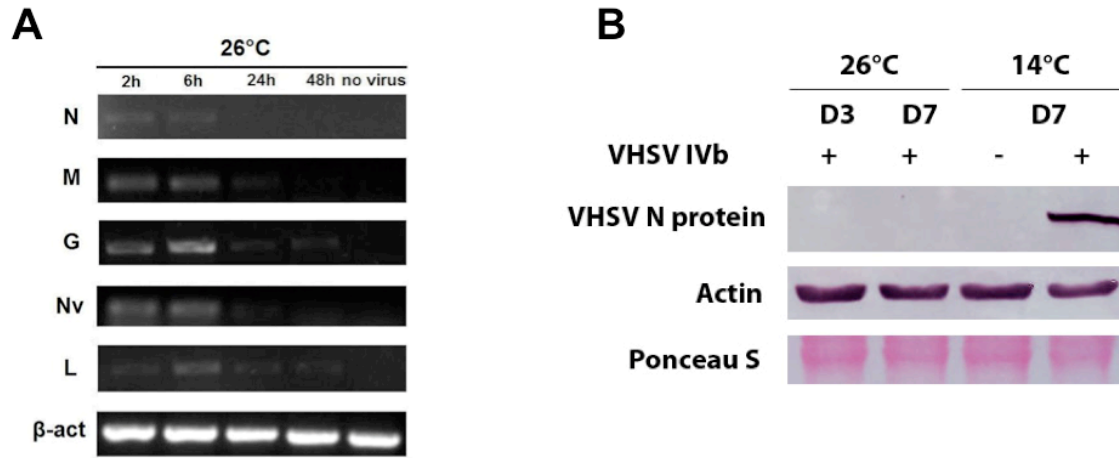 A
26°C
2h 6h 24h 48h no virus
N
M
G
Nv
L
β-act
B
26°C 14°C
D3 D7 D7
VHSV IVb + + - +
VHSV N protein
Actin
Ponceau S